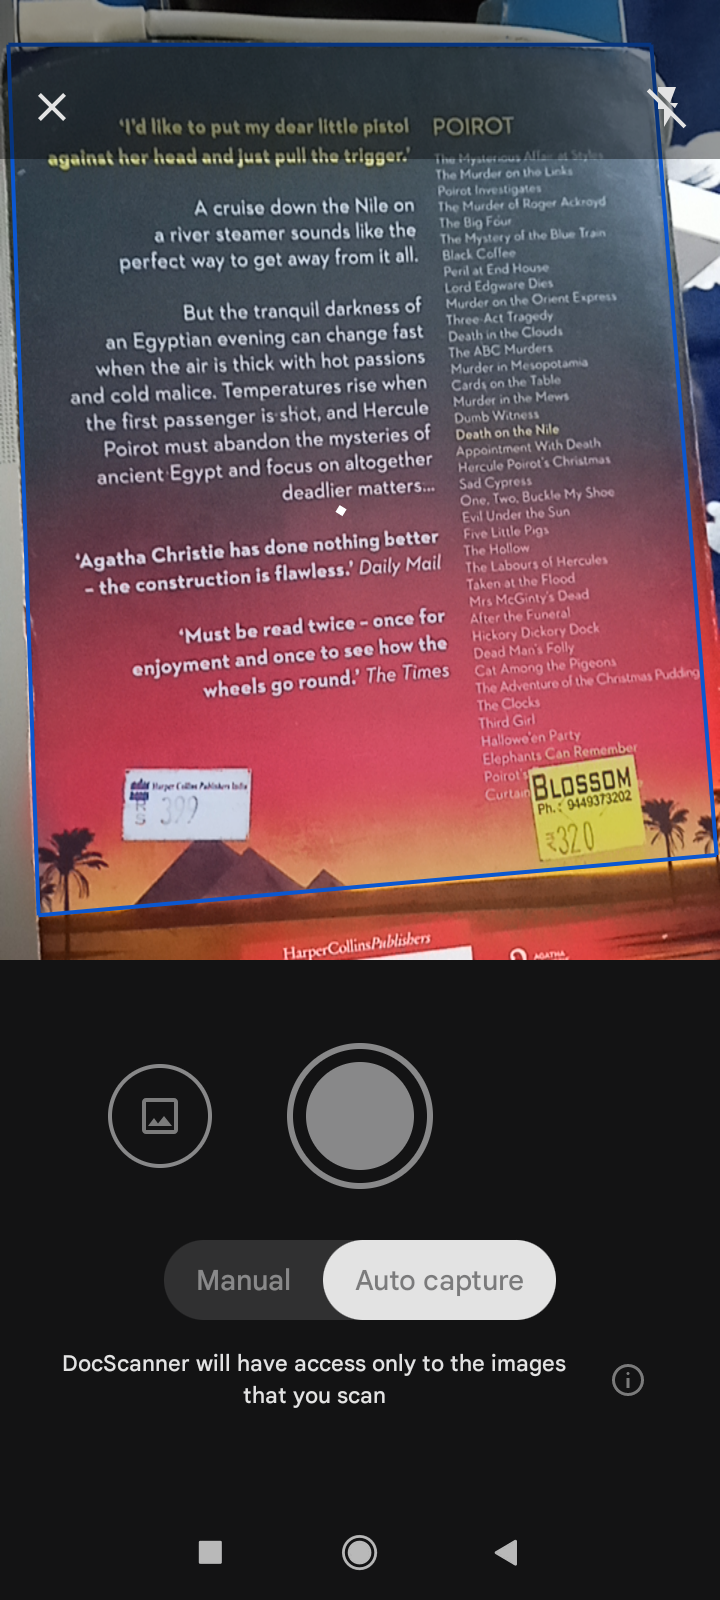 'I'd like to put my dear little pistol
against her head and just pull the trigger.'
A cruise down the Nile on
a river steamer sounds like the
perfect way to get away from it all.
But the tranquil darkness of
an Egyptian evening can change fast
when the air is thick with hot passions
and cold malice. Temperatures rise when
the first passenger is shot, and Hercule
Poirot must abandon the mysteries of
ancient Egypt and focus on altogether
deadlier matters...
'Agatha Christie has done nothing better
– the construction is flawless.' Daily Mail
'Must be read twice – once for
enjoyment and once to see how the
wheels go round.' The Times
POIROT
The Mysterious Affair at Styles
The Murder on the Links
Poirot Investigates
The Murder of Roger Ackroyd
The Big Four
The Mystery of the Blue Train
Black Coffee
Peril at End House
Lord Edgware Dies
Murder on the Orient Express
Three-Act Tragedy
Death in the Clouds
The ABC Murders
Murder in Mesopotamia
Cards on the Table
Murder in the Mews
Dumb Witness
Death on the Nile
Appointment With Death
Hercule Poirot's Christmas
Sad Cypress
One, Two, Buckle My Shoe
Evil Under the Sun
Five Little Pigs
The Hollow
The Labours of Hercules
Taken at the Flood
Mrs McGinty's Dead
After the Funeral
Hickory Dickory Dock
Dead Man's Folly
Cat Among the Pigeons
The Adventure of the Christmas Pudding
The Clocks
Third Girl
Hallowe'en Party
Elephants Can Remember
Poirot's
Curtain
Harper Collins Publishers India
RS 399
BLOSSOM
Ph.: 9449373202
₹320
HarperCollinsPublishers
AGATHA
Manual
Auto capture
DocScanner will have access only to the images
that you scan